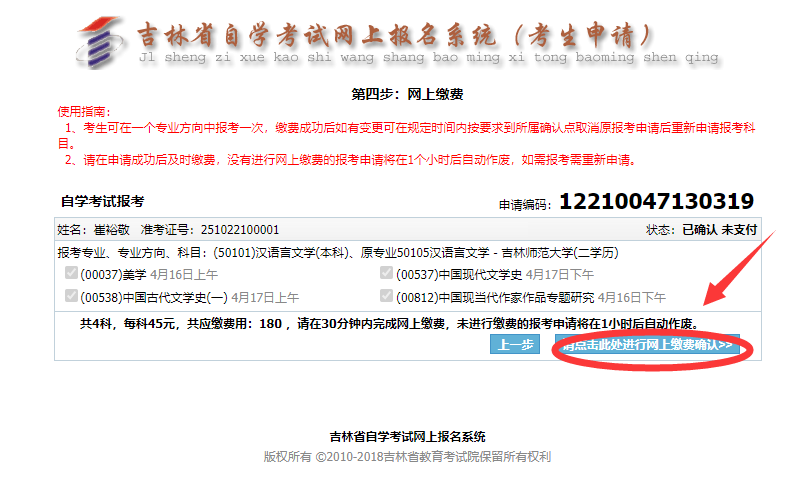 吉林省自学考试网上报名系统（考生申请）
Jl sheng zi xue kao shi wang shang bao ming xi tong baoming shen qing
第四步：网上缴费
使用指南：
1、考生可在一个专业方向中报考一次，缴费成功后如有变更可在规定时间内按要求到所属确认点取消原报考申请后重新申请报考科
目。
2、请在申请成功后及时缴费，没有进行网上缴费的报考申请将在1个小时后自动作废，如需报考需重新申请。
自学考试报考 申请编码：12210047130319
姓名：崔裕敬 准考证号：251022100001 状态：已确认 未支付
报考专业、专业方向、科目：(50101)汉语言文学(本科)、原专业50105汉语言文学 - 吉林师范大学(二学历)
(00037)美学 4月16日上午 (00537)中国现代文学史 4月17日下午
(00538)中国古代文学史(一) 4月17日上午 (00812)中国现当代作家作品专题研究 4月16日下午
共4科，每科45元，共应缴费用：180 ，请在30分钟内完成网上缴费，未进行缴费的报考申请将在1小时后自动作废。
上一步 请点击此处进行网上缴费确认>>
吉林省自学考试网上报名系统
版权所有 ©2010-2018吉林省教育考试院保留所有权利